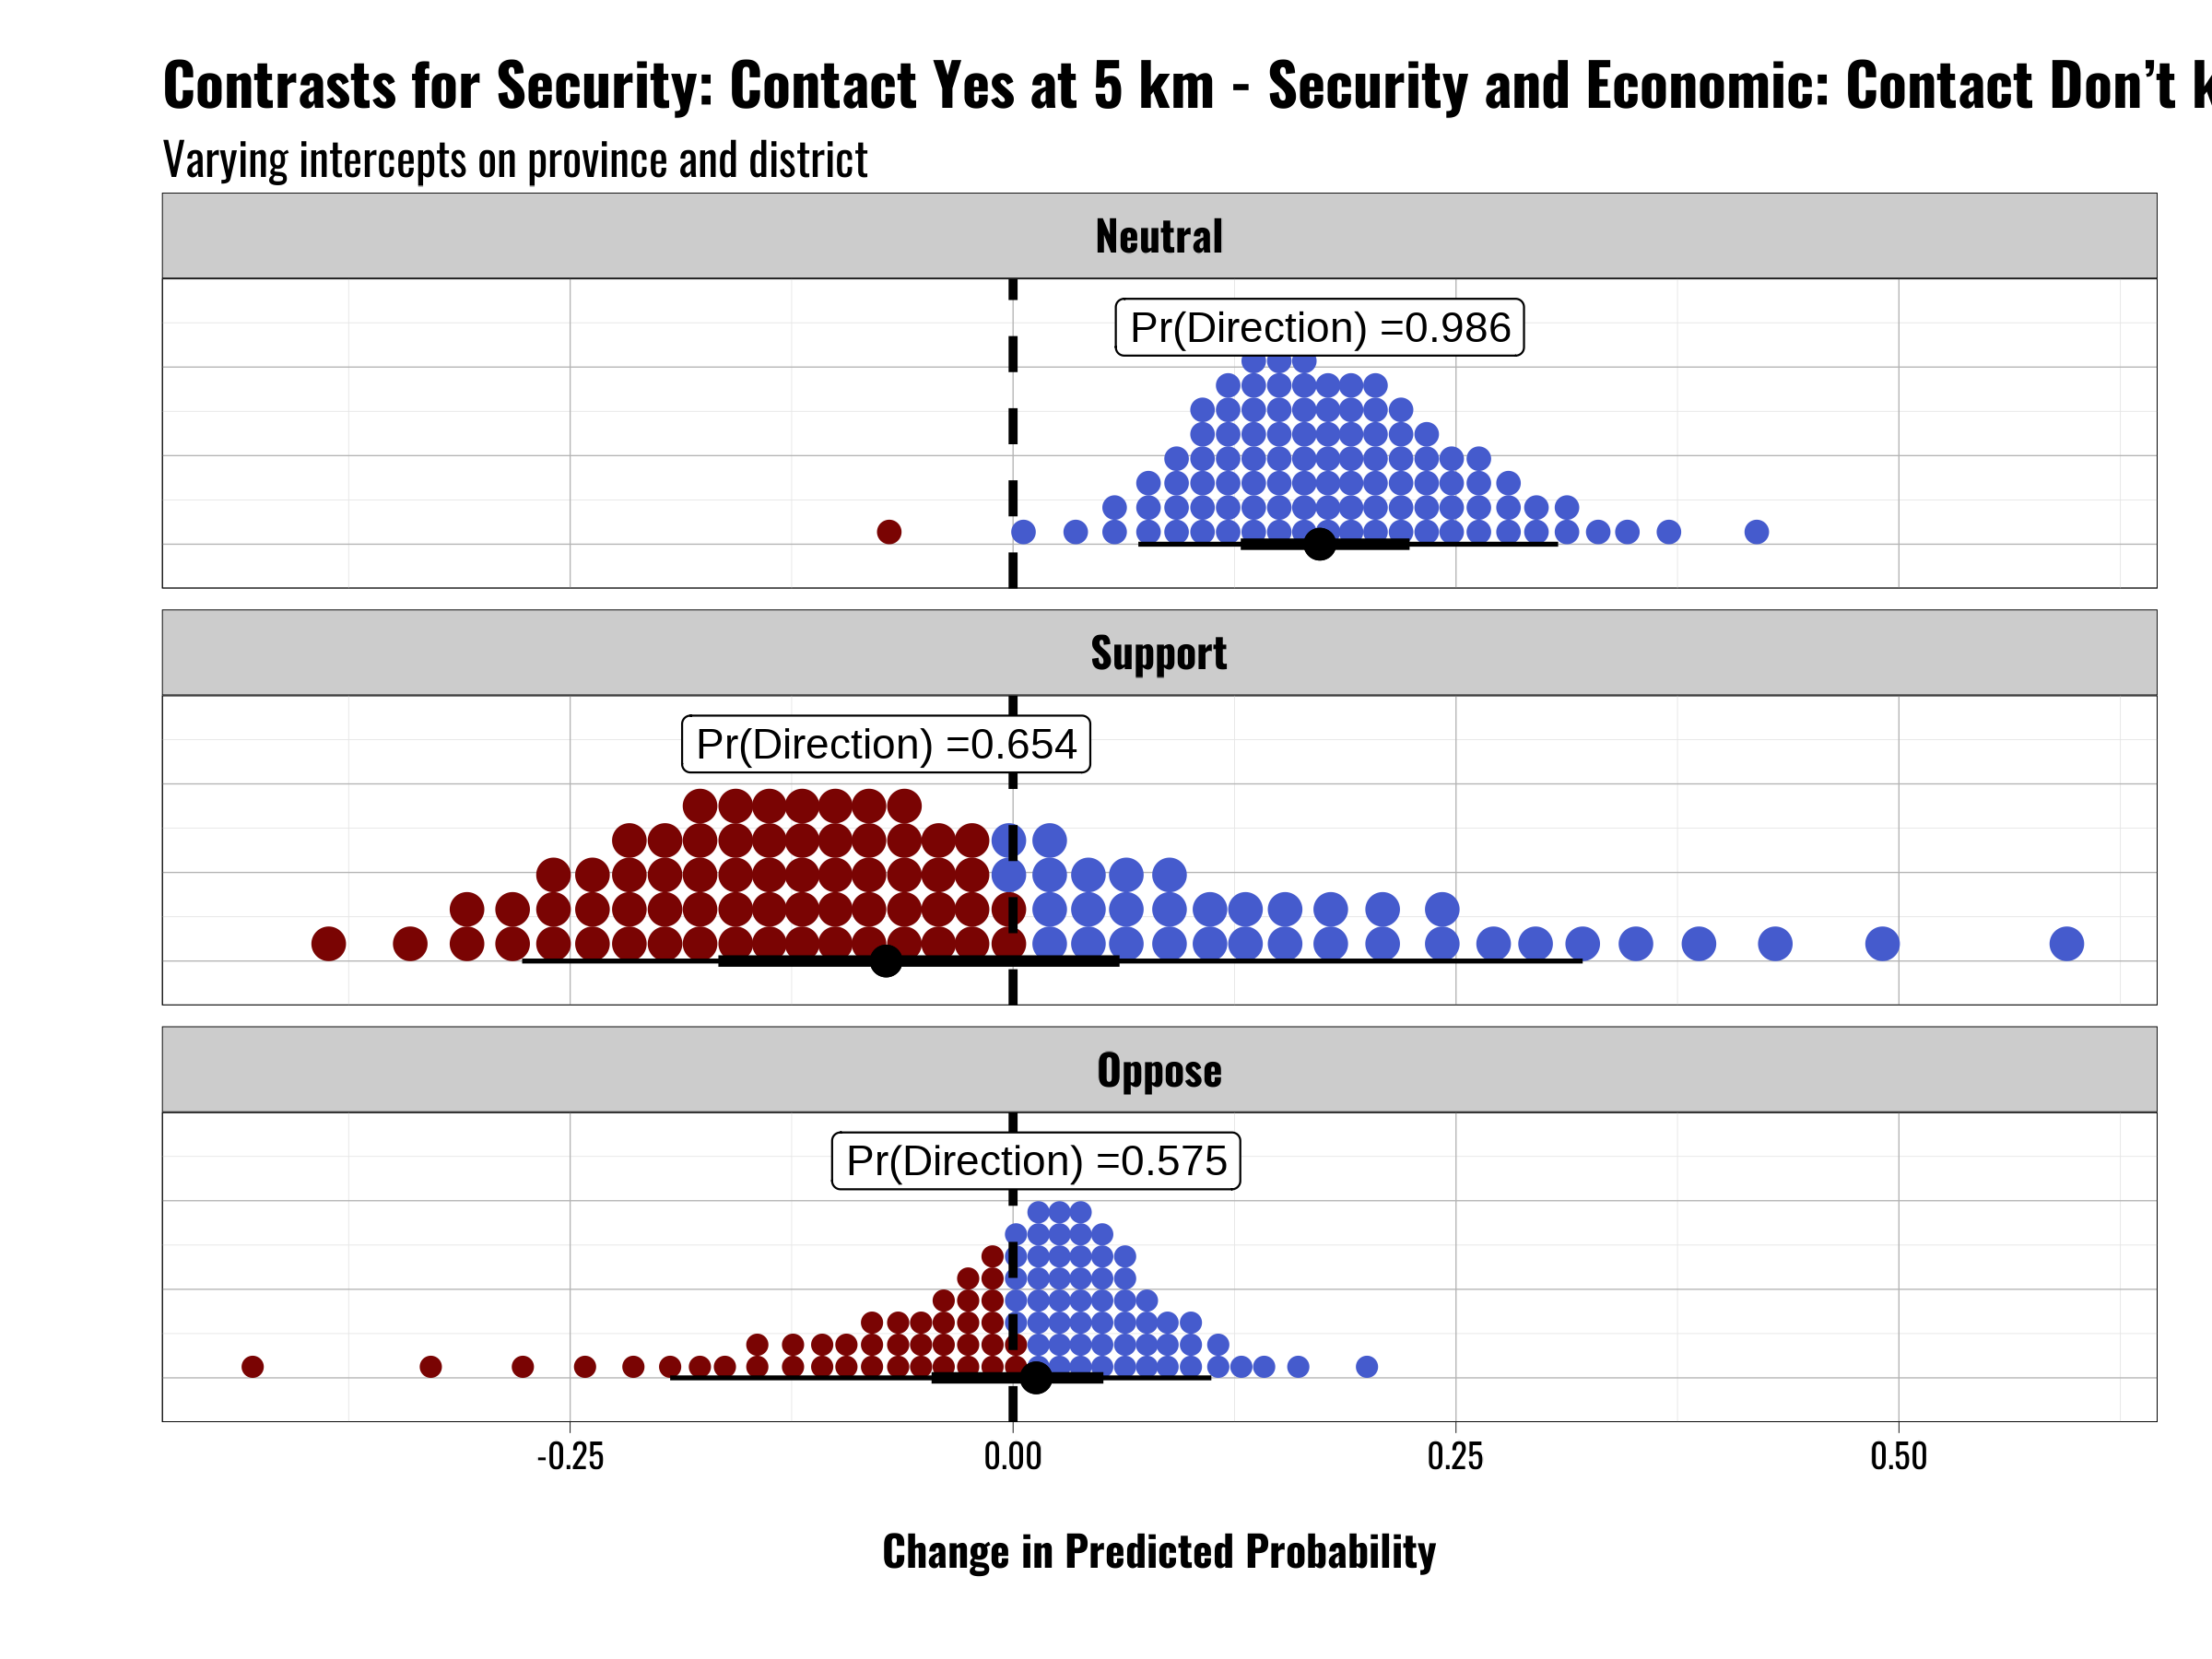 Contrasts for Security: Contact Yes at 5 km - Security and Economic: Contact Don’t
Varying intercepts on province and district
Neutral
Pr(Direction) =0.986
Support
Pr(Direction) =0.654
Oppose
Pr(Direction) =0.575
-0.25 0.00 0.25 0.50
Change in Predicted Probability